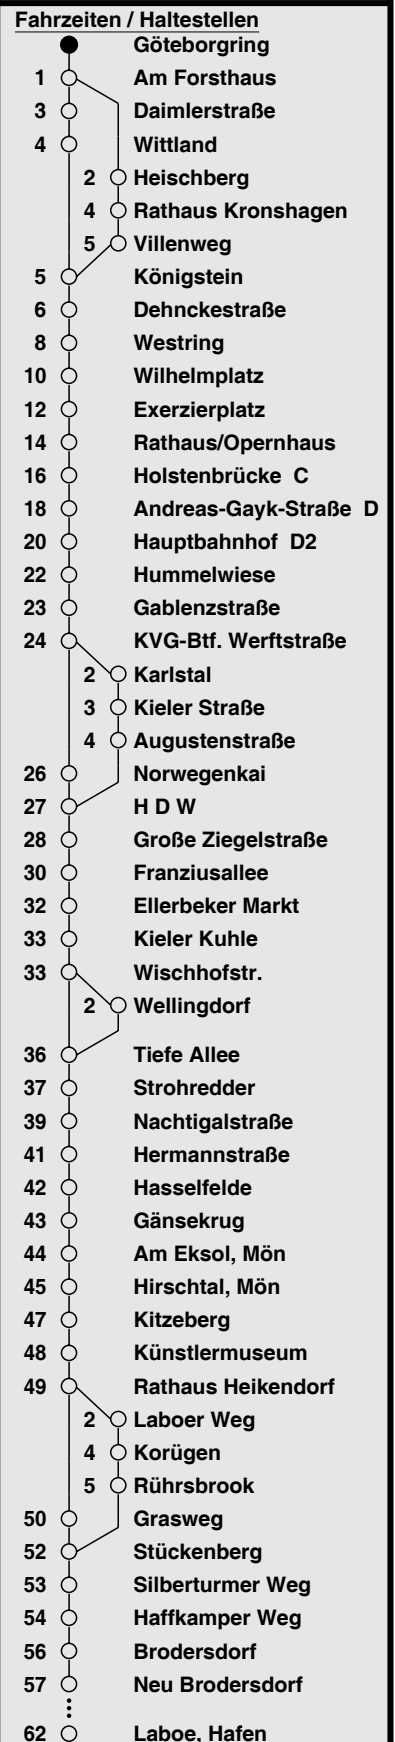 Fahrzeiten / Haltestellen
Göteborgring
1 Am Forsthaus
3 Daimlerstraße
4 Wittland
2 Heischberg
4 Rathaus Kronshagen
5 Villenweg
5 Königstein
6 Dehnckestraße
8 Westring
10 Wilhelmplatz
12 Exerzierplatz
14 Rathaus/Opernhaus
16 Holstenbrücke C
18 Andreas-Gayk-Straße D
20 Hauptbahnhof D2
22 Hummelwiese
23 Gablenzstraße
24 KVG-Btf. Werftstraße
2 Karlstal
3 Kieler Straße
4 Augustenstraße
26 Norwegenkai
27 H D W
28 Große Ziegelstraße
30 Franziusallee
32 Ellerbeker Markt
33 Kieler Kuhle
33 Wischhofstr.
2 Wellingdorf
36 Tiefe Allee
37 Strohredder
39 Nachtigalstraße
41 Hermannstraße
42 Hasselfelde
43 Gänsekrug
44 Am Eksol, Mön
45 Hirschtal, Mön
47 Kitzeberg
48 Künstlermuseum
49 Rathaus Heikendorf
2 Laboer Weg
4 Korügen
5 Rührsbrook
50 Grasweg
52 Stückenberg
53 Silberturmer Weg
54 Haffkamper Weg
56 Brodersdorf
57 Neu Brodersdorf
62 Laboe, Hafen